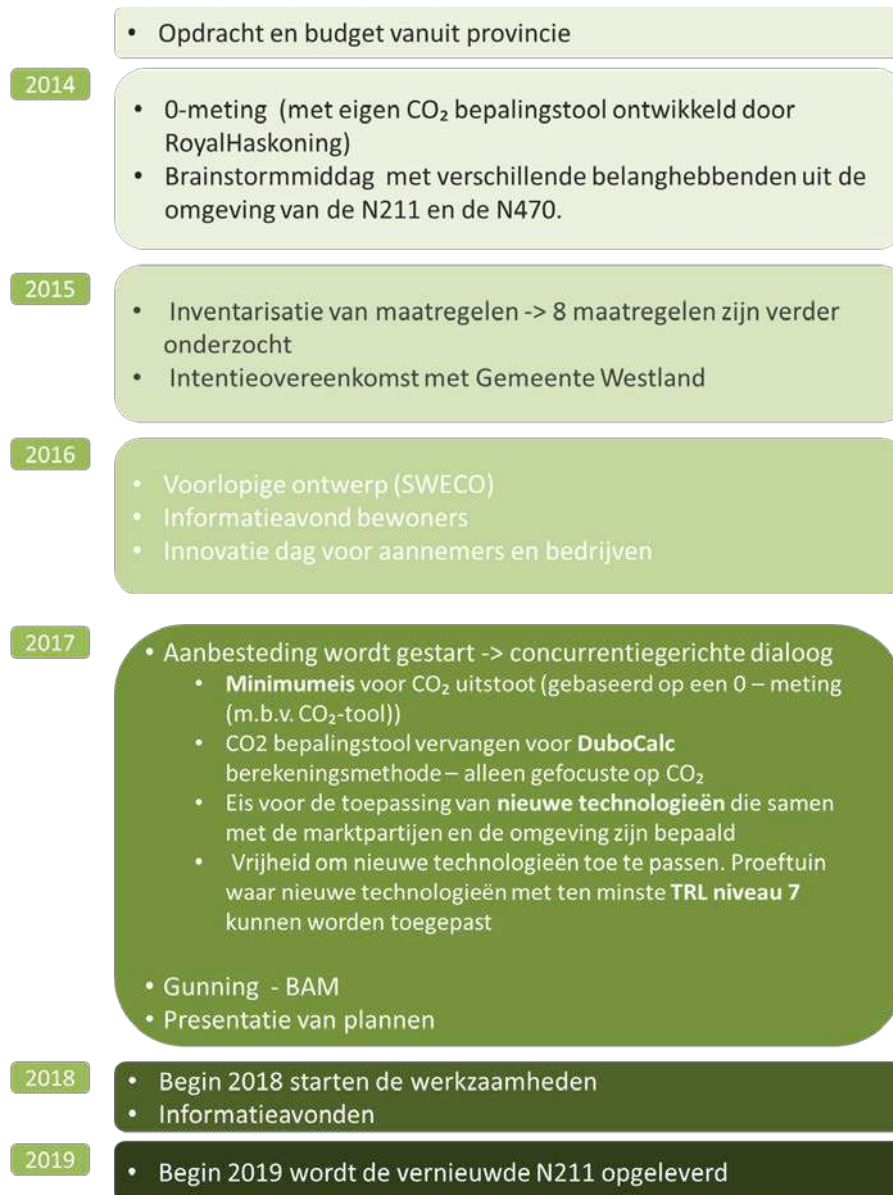 • Opdracht en budget vanuit provincie
2014
• 0-meting (met eigen CO₂ bepalingstool ontwikkeld door
RoyalHaskoning)
• Brainstormmiddag met verschillende belanghebbenden uit de
omgeving van de N211 en de N470.
2015
• Inventarisatie van maatregelen -> 8 maatregelen zijn verder
onderzocht
• Intentieovereenkomst met Gemeente Westland
2016
• Voorlopige ontwerp (SWECO)
• Informatieavond bewoners
• Innovatie dag voor aannemers en bedrijven
2017
• Aanbesteding wordt gestart -> concurrentiegerichte dialoog
• Minimumeis voor CO₂ uitstoot (gebaseerd op een 0 – meting
(m.b.v. CO₂-tool))
• CO2 bepalingstool vervangen voor DuboCalc
berekeningsmethode – alleen gefocuste op CO₂
• Eis voor de toepassing van nieuwe technologieën die samen
met de marktpartijen en de omgeving zijn bepaald
• Vrijheid om nieuwe technologieën toe te passen. Proeftuin
waar nieuwe technologieën met ten minste TRL niveau 7
kunnen worden toegepast
• Gunning - BAM
• Presentatie van plannen
2018
• Begin 2018 starten de werkzaamheden
• Informatieavonden
2019
• Begin 2019 wordt de vernieuwde N211 opgeleverd